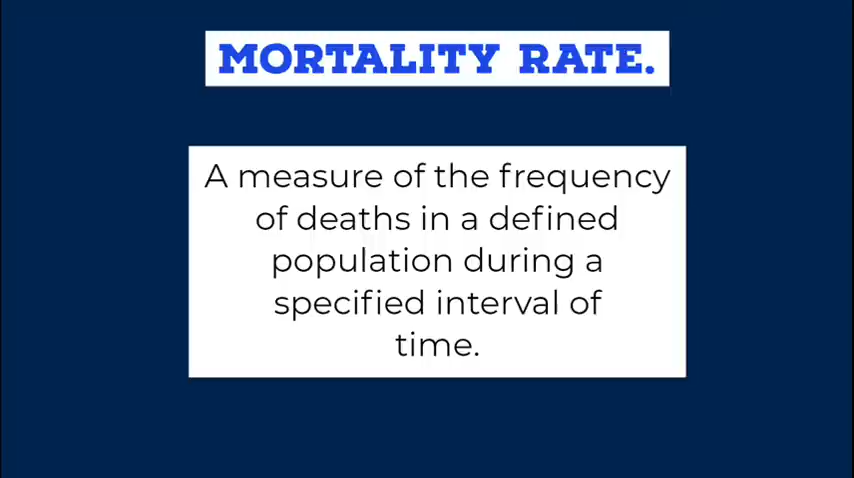 MORTALITY RATE.
A measure of the frequency
of deaths in a defined
population during a
specified interval of
time.